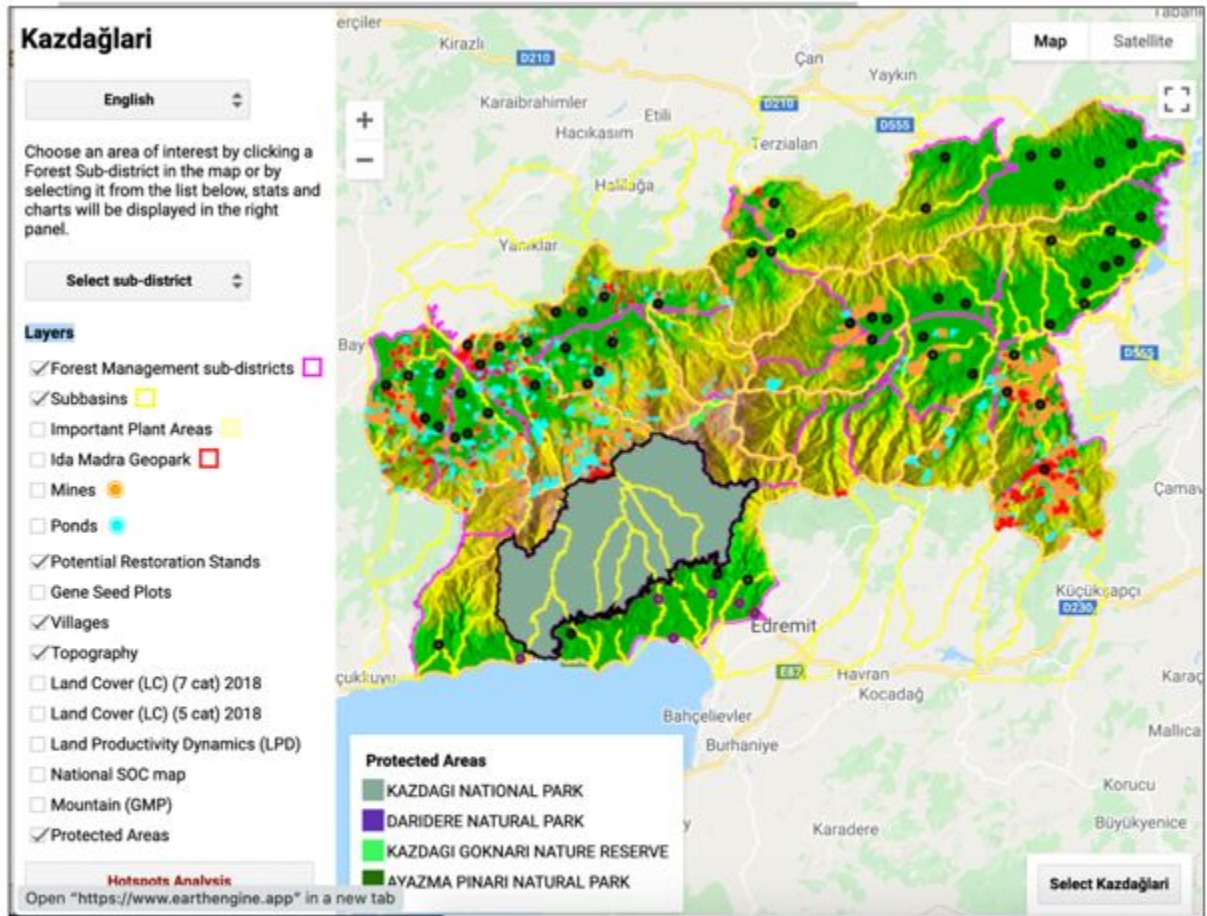 Kazdağlari
English
Choose an area of interest by clicking a
Forest Sub-district in the map or by
selecting it from the list below, stats and
charts will be displayed in the right
panel.
Select sub-district
Layers
Forest Management sub-districts
Subbasins
Important Plant Areas
Ida Madra Geopark
Mines
Ponds
Potential Restoration Stands
Gene Seed Plots
Villages
Topography
Land Cover (LC) (7 cat) 2018
Land Cover (LC) (5 cat) 2018
Land Productivity Dynamics (LPD)
National SOC map
Mountain (GMP)
Protected Areas
Hotspots Analysis
Open "https://www.earthengine.app" in a new tab
Map
Satellite
erçiler
Kirazlı
D210
Çan
Yaykın
Karaibrahimler
Etili
D210
D555
Hacıkasım
Terzialan
Halilağa
Yanıklar
Bay
D555
Çamav
Küçükşapçı
D230
Edremit
E87
Havran
Karaç
çukkuyu
Kocadağ
Bahçelievler
Mallıca
Burhaniye
Korucu
Karadere
Büyükyenice
Protected Areas
KAZDAGI NATIONAL PARK
DARIDERE NATURAL PARK
KAZDAGI GOKNARI NATURE RESERVE
AYAZMA PINARI NATURAL PARK
Select Kazdağlari